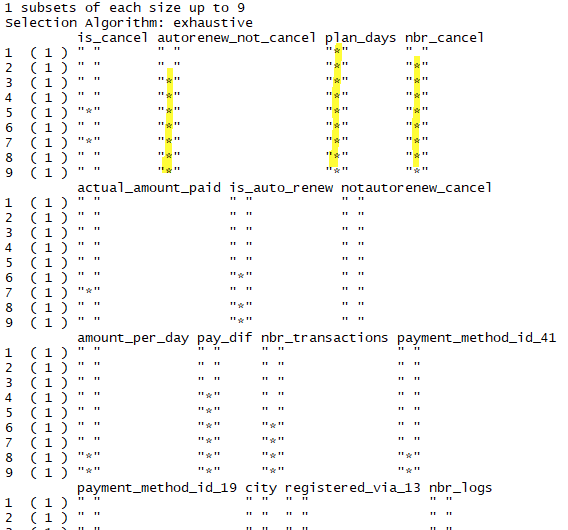 1 subsets of each size up to 9
Selection Algorithm: exhaustive
is_cancel autorenew_not_cancel plan_days nbr_cancel
1 ( 1 ) " " " " "*" " "
2 ( 1 ) " " " " "*" "*"
3 ( 1 ) " " "*" "*" "*"
4 ( 1 ) " " "*" "*" "*"
5 ( 1 ) "*" "*" "*" "*"
6 ( 1 ) " " "*" "*" "*"
7 ( 1 ) "*" "*" "*" "*"
8 ( 1 ) " " "*" "*" "*"
9 ( 1 ) " " "*" "*" "*"
actual_amount_paid is_auto_renew notautorenew_cancel
1 ( 1 ) " " " " " "
2 ( 1 ) " " " " " "
3 ( 1 ) " " " " " "
4 ( 1 ) " " " " " "
5 ( 1 ) " " " " " "
6 ( 1 ) " " "*" " "
7 ( 1 ) "*" " " " "
8 ( 1 ) " " "*" " "
9 ( 1 ) " " "*" " "
amount_per_day pay_dif nbr_transactions payment_method_id_41
1 ( 1 ) " " " " " " " "
2 ( 1 ) " " " " " " " "
3 ( 1 ) " " " " " " " "
4 ( 1 ) " " "*" " " " "
5 ( 1 ) " " "*" " " " "
6 ( 1 ) " " "*" "*" " "
7 ( 1 ) " " "*" "*" " "
8 ( 1 ) "*" "*" "*" "*"
9 ( 1 ) "*" "*" "*" "*"
payment_method_id_19 city registered_via_13 nbr_logs
1 ( 1 ) " " " " " " " "
2 ( 1 ) " " " " " " " "